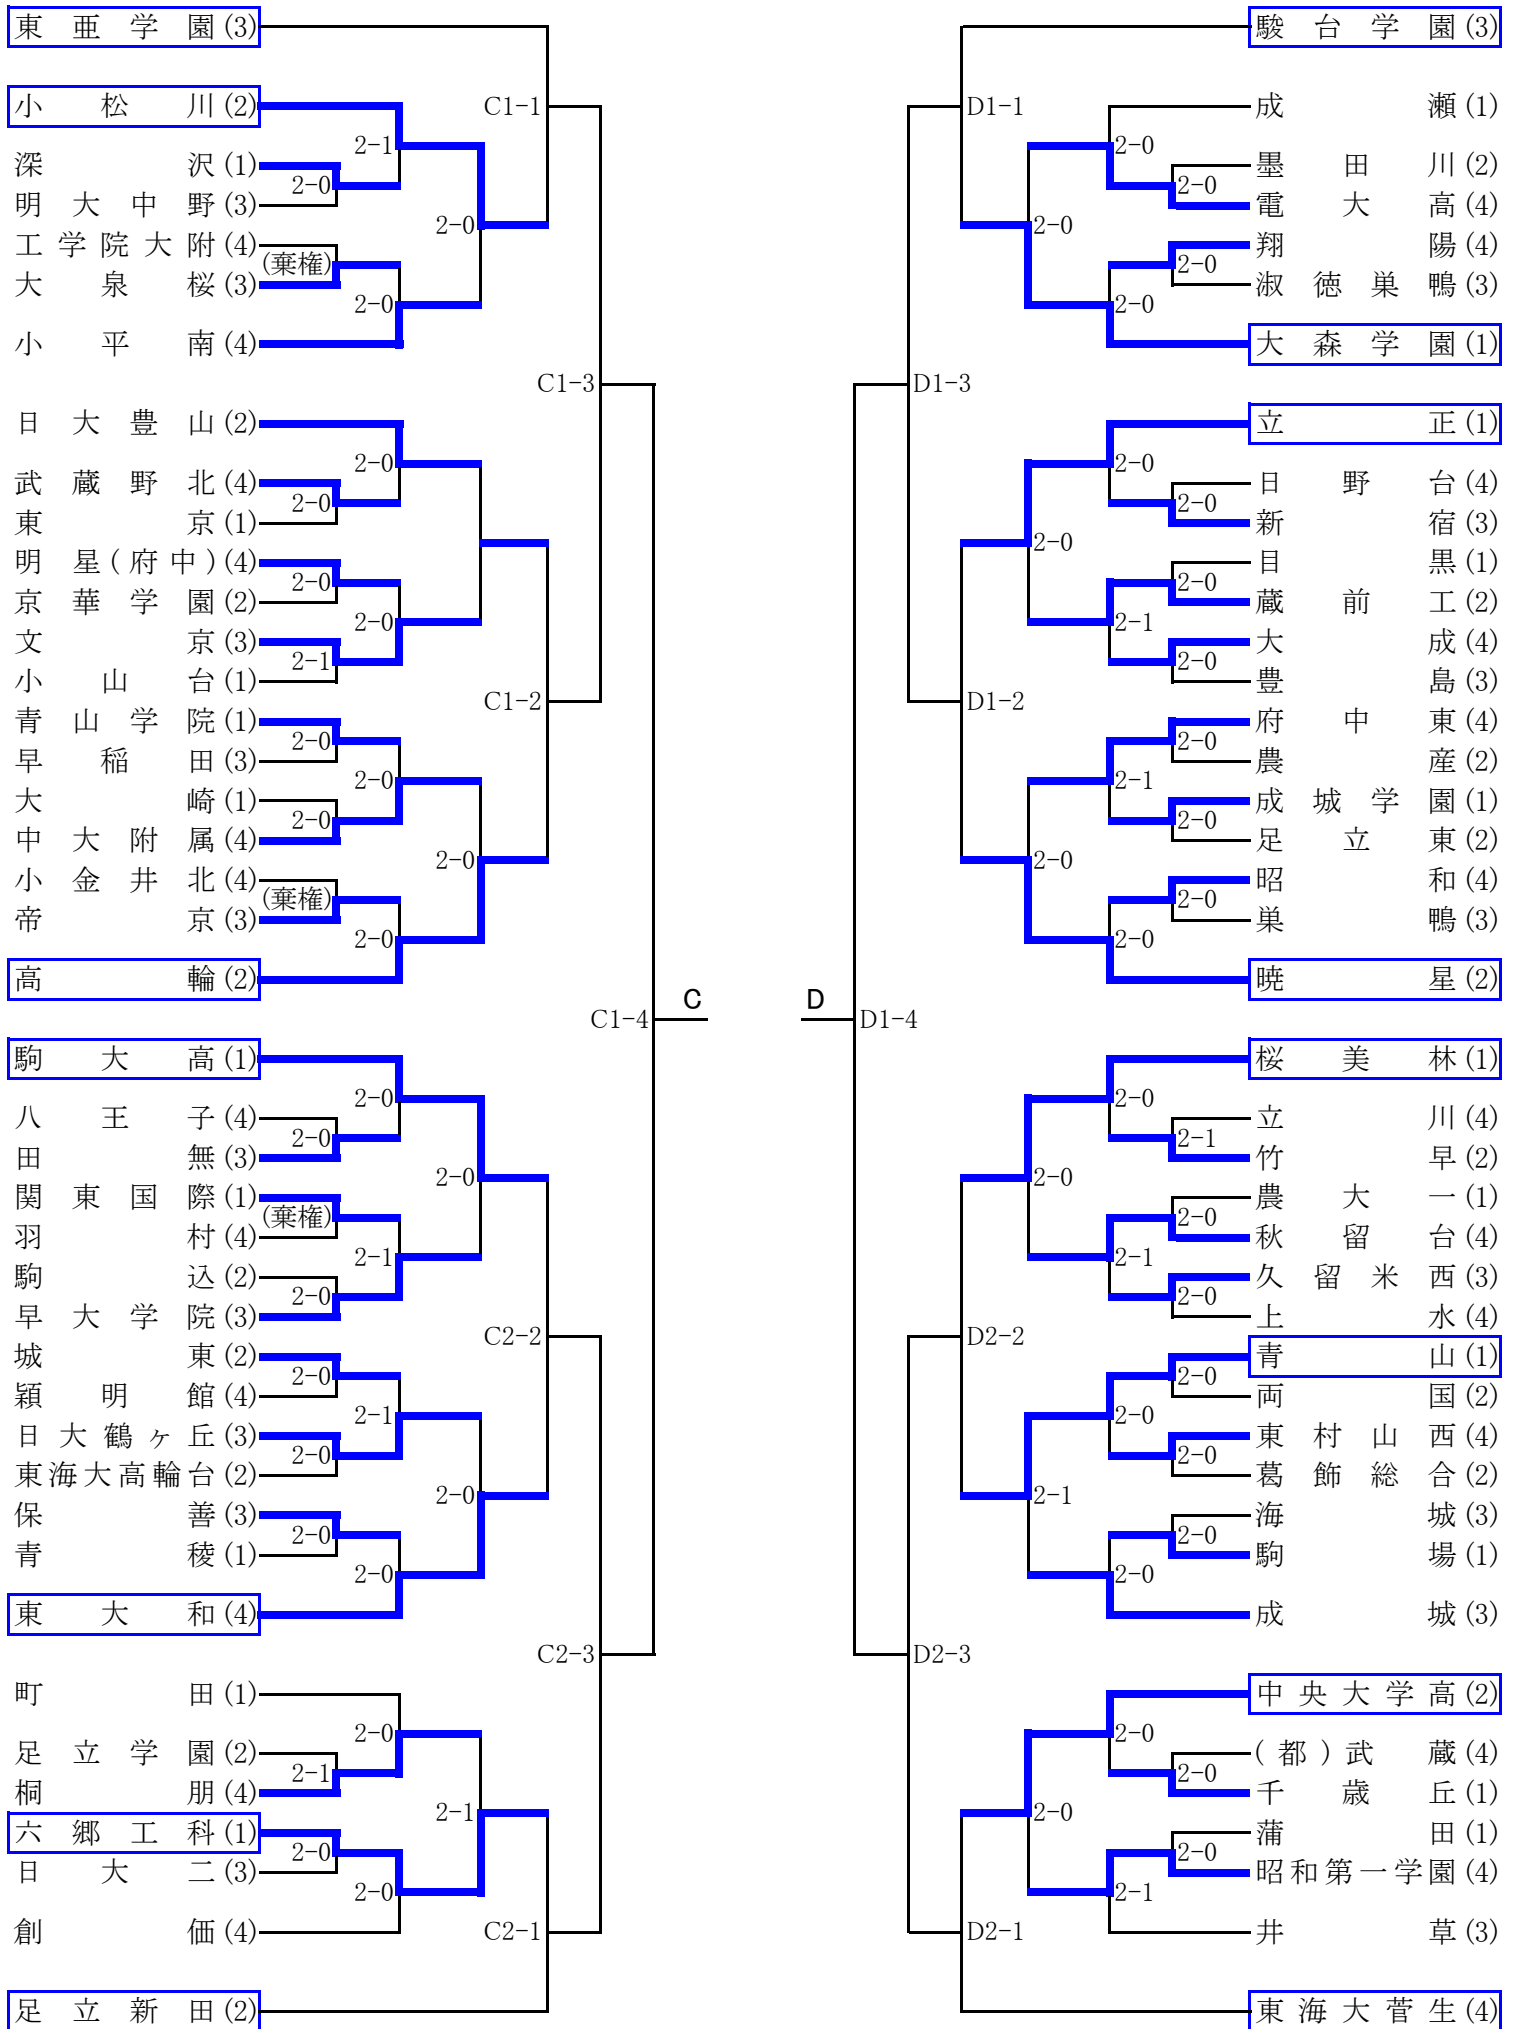 東亜学園(3)
小松川(2)
深沢(1)
明大中野(3)
工学院大附(4)
大泉桜(3)
小平南(4)
日大豊山(2)
武蔵野北(4)
東京(1)
明星(府中)(4)
京華学園(2)
文京(3)
小山台(1)
青山学院(1)
早稲田(3)
大崎(1)
中大附属(4)
小金井北(4)
帝京(3)
高輪(2)
駒大高(1)
八王子(4)
田無(3)
関東国際(1)
羽村(4)
駒込(2)
早大学院(3)
城東(2)
穎明館(4)
日大鶴ヶ丘(3)
東海大高輪台(2)
保善(3)
青稜(1)
東大和(4)
町田(1)
足立学園(2)
桐朋(4)
六郷工科(1)
日大二(3)
創価(4)
足立新田(2)
2-1
2-0
(棄権)
2-0
2-0
2-0
2-0
2-0
2-0
2-1
2-0
2-0
2-0
(棄権)
2-0
2-0
2-0
2-0
(棄権)
2-1
2-0
2-0
2-0
2-1
2-0
2-0
2-0
2-0
2-0
2-1
2-0
2-0
2-1
C1-1
C1-3
C1-2
C1-4
C
C2-2
C2-3
C2-1
D
D1-1
D1-3
D1-2
D1-4
D2-2
D2-3
D2-1
2-0
2-0
2-0
2-0
2-0
2-0
2-0
2-0
2-0
2-1
2-0
2-0
2-1
2-0
2-0
2-0
2-0
2-0
2-1
2-0
2-0
2-1
2-0
2-0
2-0
2-0
2-1
2-0
2-0
2-0
2-0
2-0
2-0
2-1
駿台学園(3)
成瀬(1)
墨田川(2)
電大高(4)
翔陽(4)
淑徳巣鴨(3)
大森学園(1)
立正(1)
日野台(4)
新宿(3)
目黒(1)
蔵前工(2)
大成(4)
豊島(3)
府中東(4)
農産(2)
成城学園(1)
足立東(2)
昭和(4)
巣鴨(3)
暁星(2)
桜美林(1)
立川(4)
竹早(2)
農大一(1)
秋留台(4)
久留米西(3)
上水(4)
青山(1)
両国(2)
東村山西(4)
葛飾総合(2)
海城(3)
駒場(1)
成城(3)
中央大学高(2)
(都)武蔵(4)
千歳丘(1)
蒲田(1)
昭和第一学園(4)
井草(3)
東海大菅生(4)